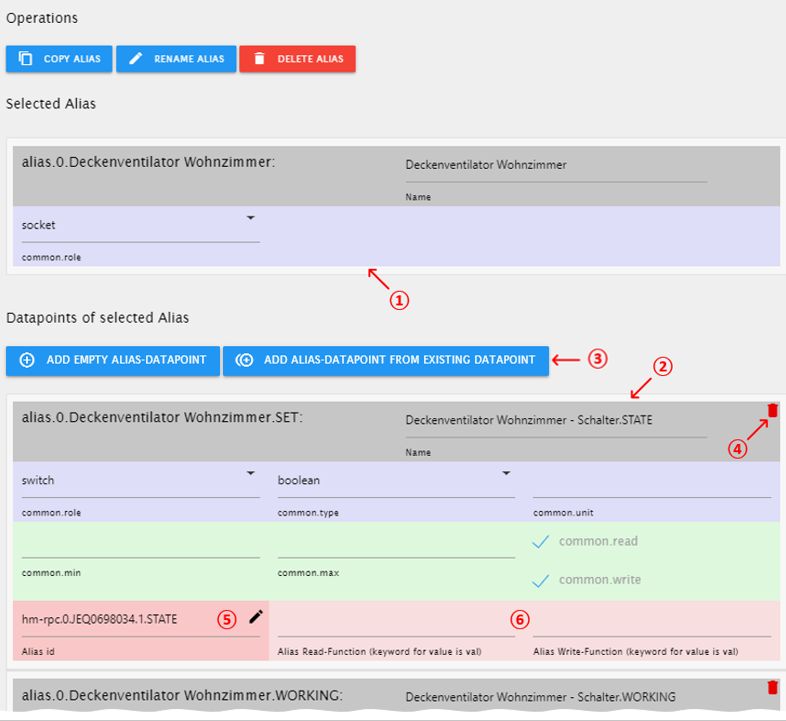 Operations
COPY ALIAS RENAME ALIAS DELETE ALIAS
Selected Alias
alias.0.Deckenventilator Wohnzimmer: Deckenventilator Wohnzimmer
Name
socket
common.role
①
Datapoints of selected Alias
ADD EMPTY ALIAS-DATAPOINT ADD ALIAS-DATAPOINT FROM EXISTING DATAPOINT ③
②
alias.0.Deckenventilator Wohnzimmer.SET: Deckenventilator Wohnzimmer - Schalter.STATE
④
Name
switch boolean
common.role common.type common.unit
common.read
common.min common.max
common.write
hm-rpc.0.JEQ0698034.1.STATE ⑤ ⑥
Alias id Alias Read-Function (keyword for value is val) Alias Write-Function (keyword for value is val)
alias.0.Deckenventilator Wohnzimmer.WORKING: Deckenventilator Wohnzimmer - Schalter.WORKING